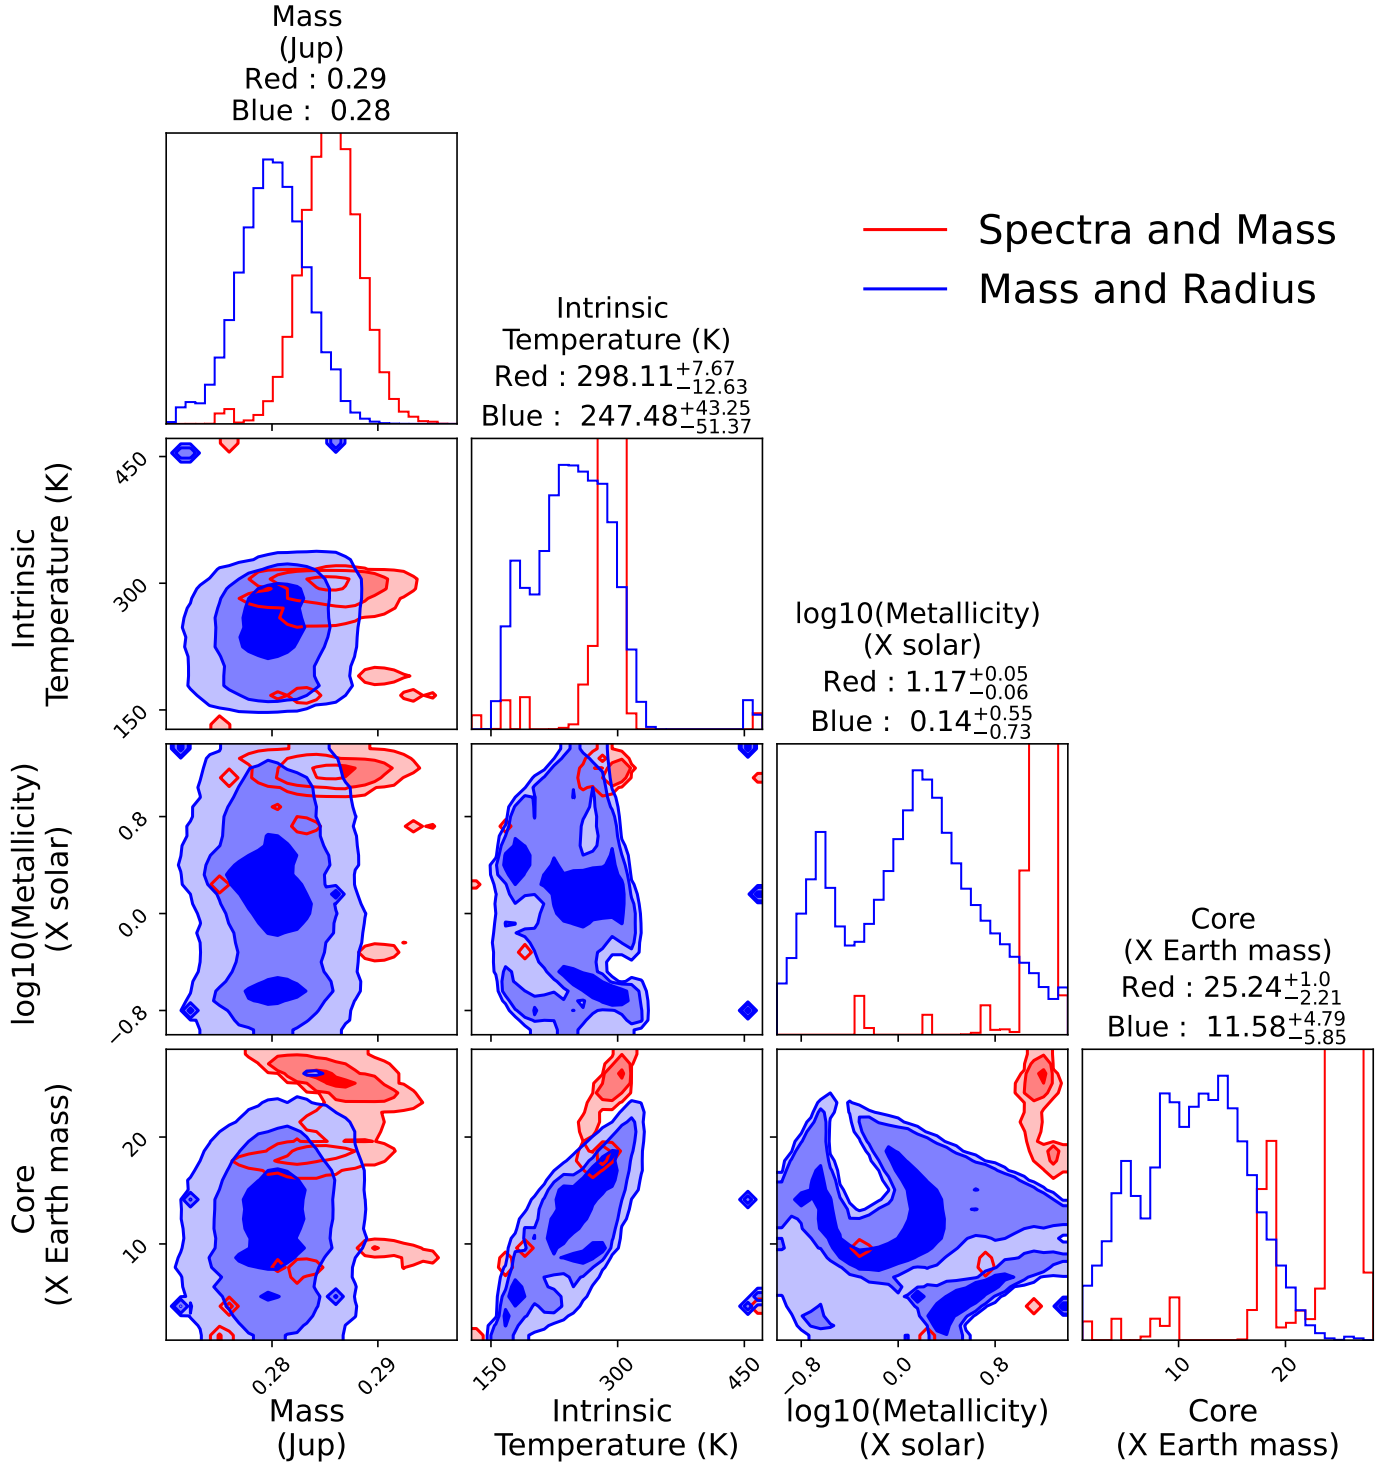 Mass
(Jup)
Red : 0.29
Blue : 0.28
Spectra and Mass
Mass and Radius
Intrinsic
Temperature (K)
Red : 298.11 +7.67 −12.63
Blue : 247.48 +43.25 −51.37
log10(Metallicity)
(X solar)
Red : 1.17 +0.05 −0.06
Blue : 0.14 +0.55 −0.73
Core
(X Earth mass)
Red : 25.24 +1.0 −2.21
Blue : 11.58 +4.79 −5.85
Intrinsic
Temperature (K)
450
300
150
log10(Metallicity)
(X solar)
0.8
0.0
−0.8
Core
(X Earth mass)
20
10
0.28 0.29
Mass
(Jup)
150 300 450
Intrinsic
Temperature (K)
−0.8 0.0 0.8
log10(Metallicity)
(X solar)
10 20
Core
(X Earth mass)